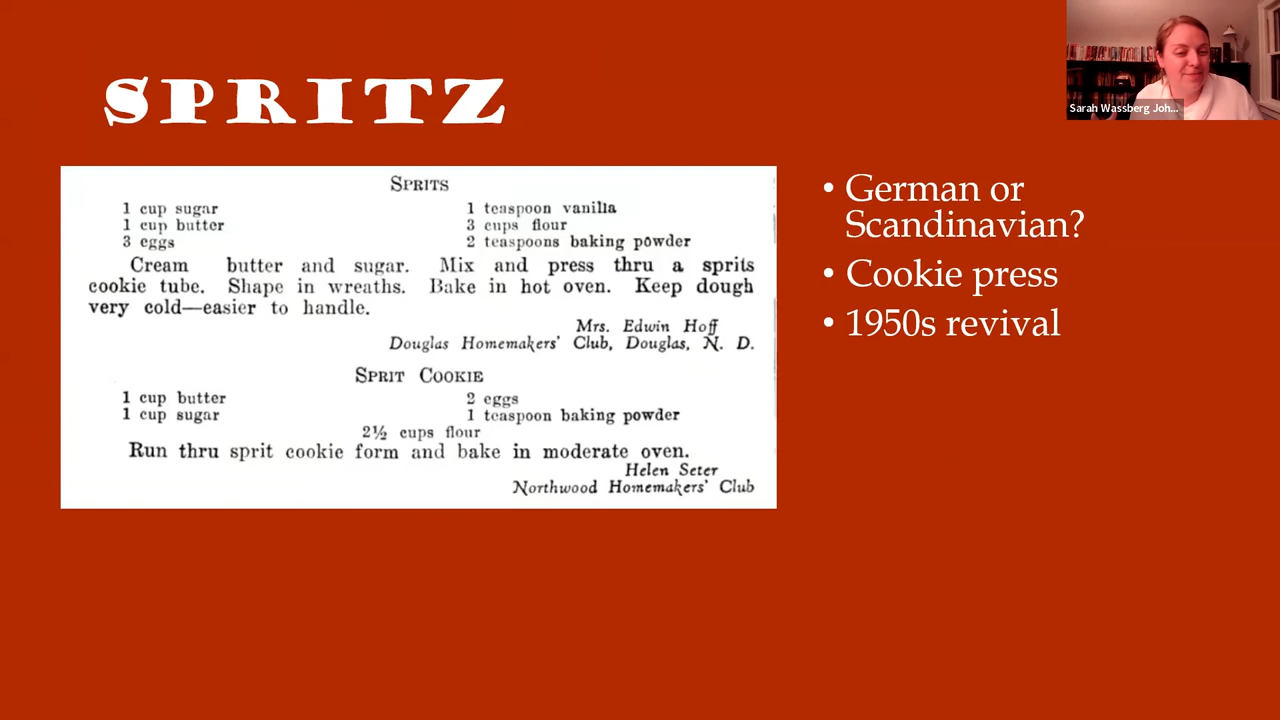 SPRITZ
SPRITS
1 cup sugar
1 cup butter
3 eggs
1 teaspoon vanilla
3 cups flour
2 teaspoons baking powder
Cream butter and sugar. Mix and press thru a sprits
cookie tube. Shape in wreaths. Bake in hot oven. Keep dough
very cold—easier to handle.
Mrs. Edwin Hoff
Douglas Homemakers' Club, Douglas, N. D.
SPRIT COOKIE
1 cup butter
1 cup sugar
2 eggs
1 teaspoon baking powder
2½ cups flour
Run thru sprit cookie form and bake in moderate oven.
Helen Seter
Northwood Homemakers' Club
• German or
Scandinavian?
• Cookie press
• 1950s revival
Sarah Wassberg Joh...